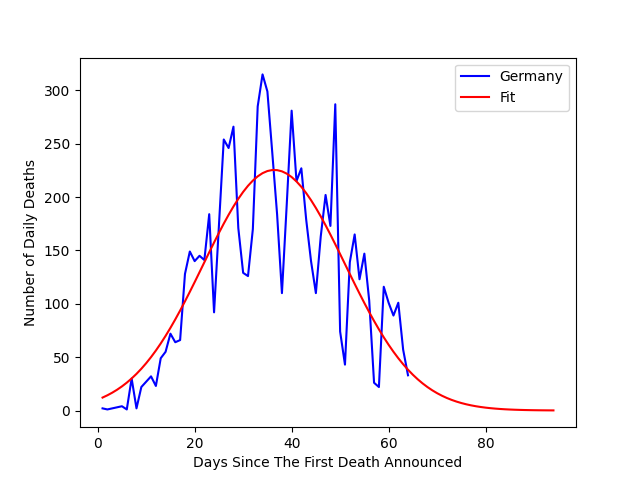 Germany
Fit
300
250
200
150
100
50
0
Number of Daily Deaths
0 20 40 60 80
Days Since The First Death Announced